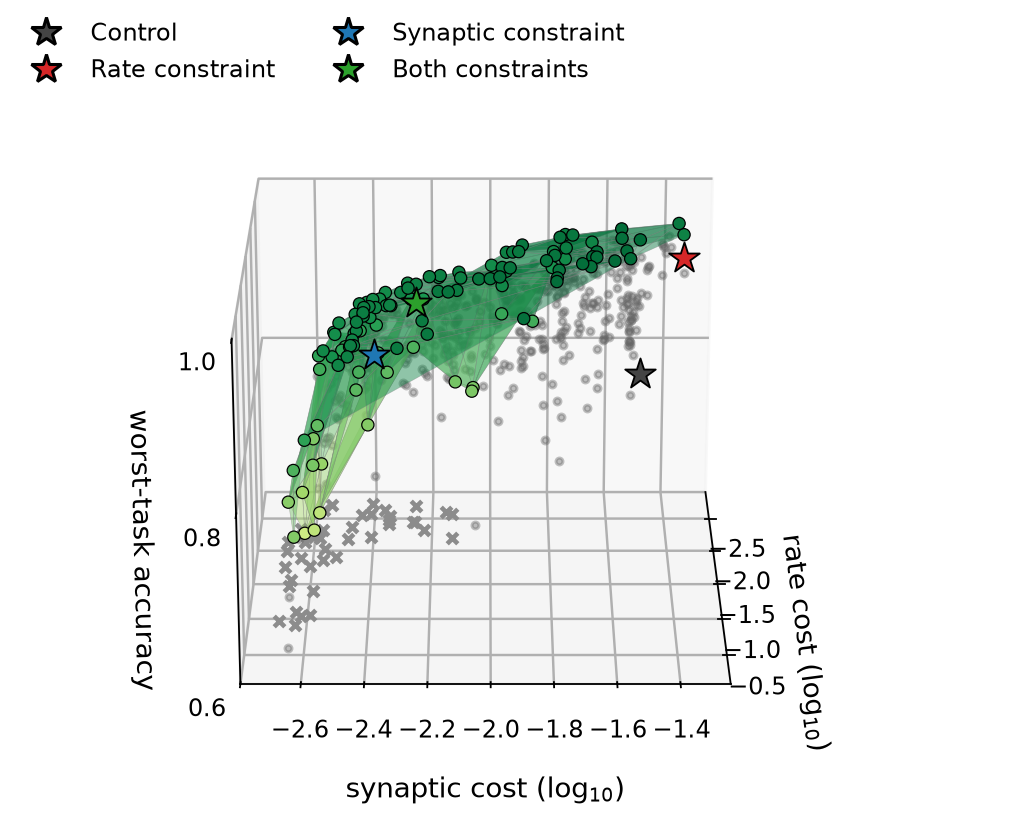 Control
Rate constraint
Synaptic constraint
Both constraints
1.0
0.8
0.6
worst-task accuracy
−2.6 −2.4 −2.2 −2.0 −1.8 −1.6 −1.4
synaptic cost (log10)
−2.5
−2.0
−1.5
−1.0
−0.5
rate cost (log10)